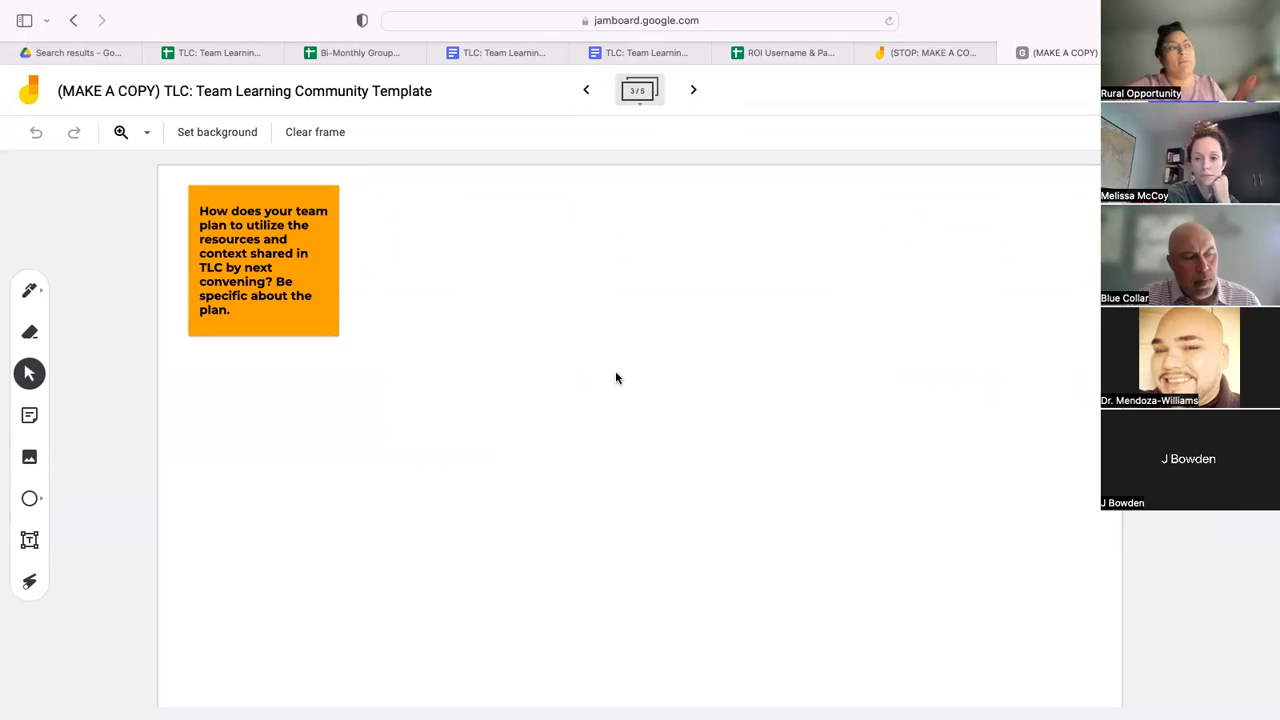 jamboard.google.com
Search results - Go...
TLC: Team Learnin...
Bi-Monthly Group...
TLC: Team Learnin...
TLC: Team Learnin...
ROI Username & Pa...
(STOP: MAKE A CO...
(MAKE A COPY)
(MAKE A COPY) TLC: Team Learning Community Template
3 / 5
Set background
Clear frame
How does your team
plan to utilize the
resources and
context shared in
TLC by next
convening? Be
specific about the
plan.
Rural Opportunity
Melissa McCoy
Blue Collar
Dr. Mendoza-Williams
J Bowden
J Bowden